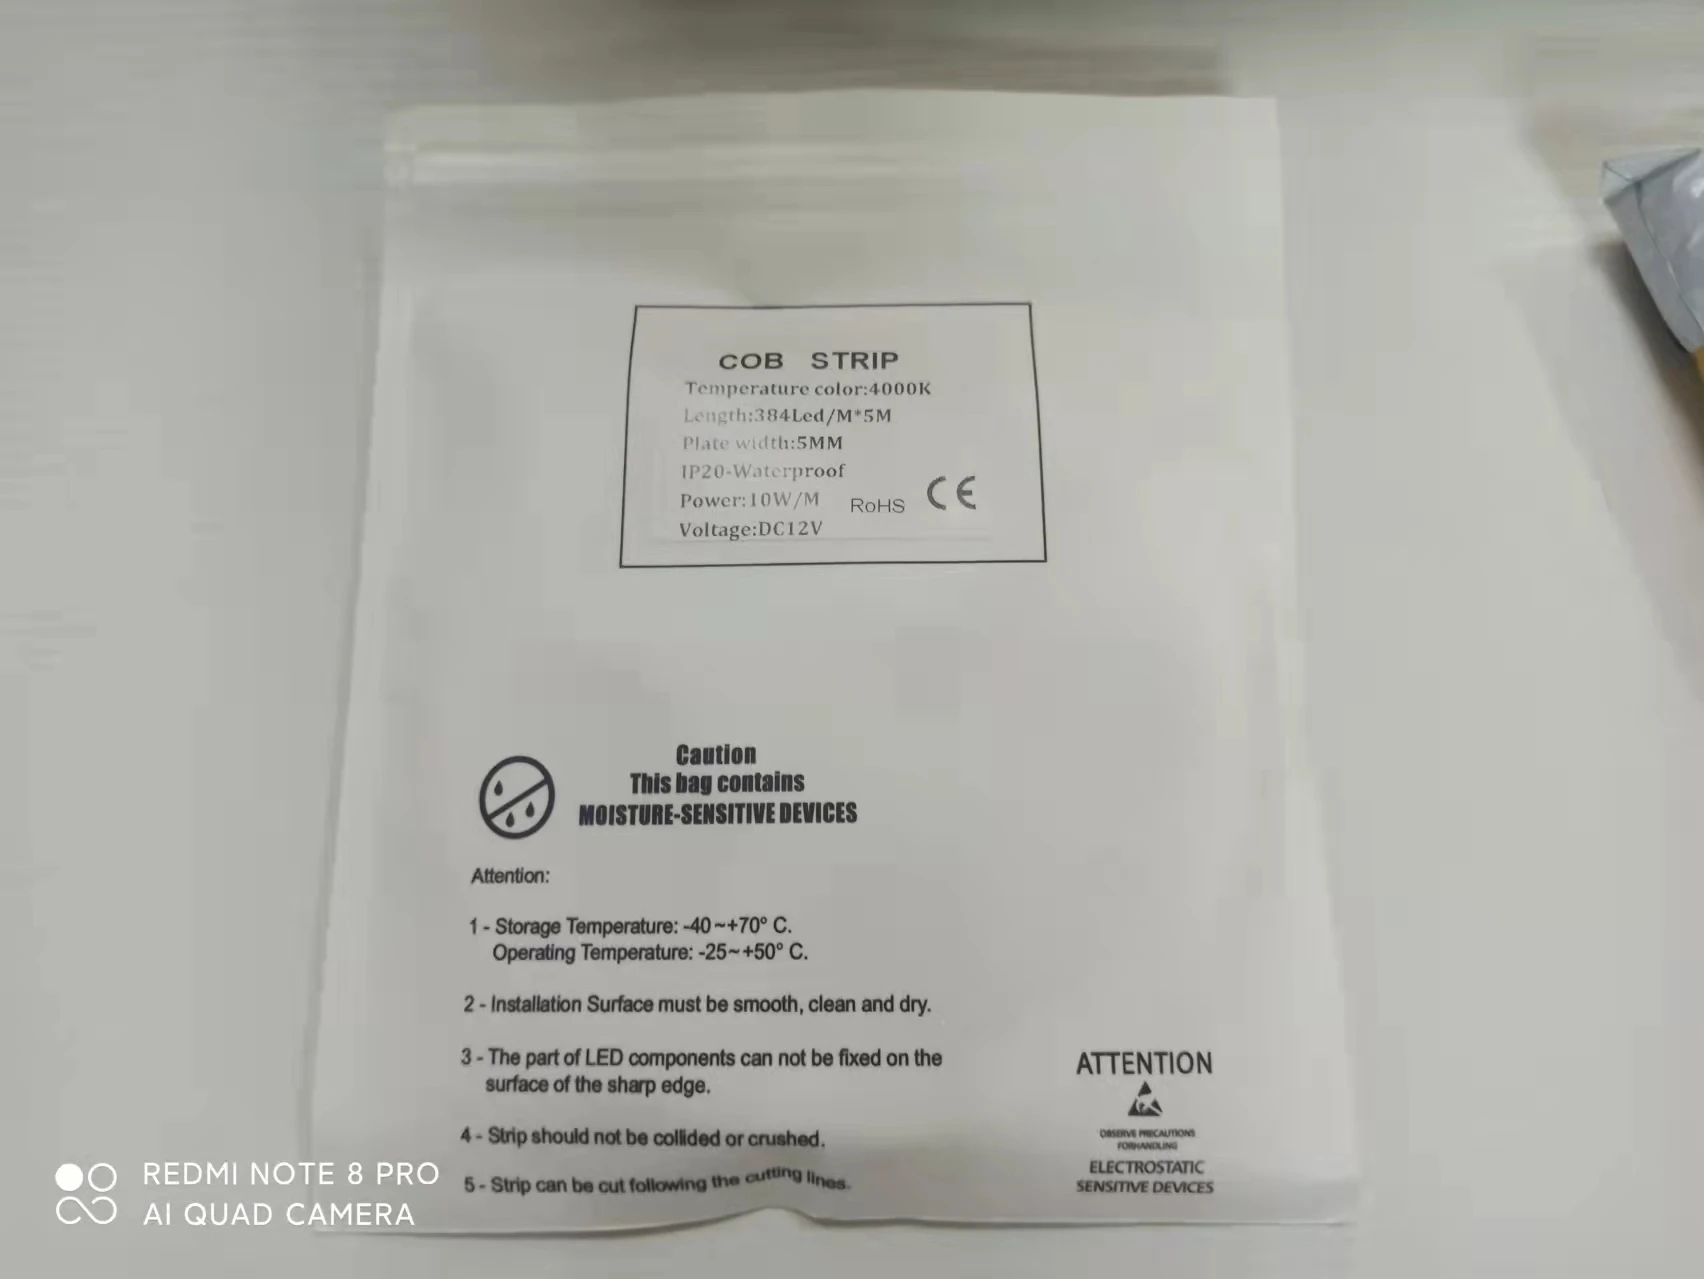 COB STRIP
Temperature color:4000K
Length:384Led/M*5M
Plate width:5MM
IP20-Waterproof
Power:10W/M
RoHS CE
Voltage:DC12V
Caution
This bag contains
MOISTURE-SENSITIVE DEVICES
Attention:
1 - Storage Temperature: -40~+70° C.
Operating Temperature: -25~+50° C.
2 - Installation Surface must be smooth, clean and dry.
3 - The part of LED components can not be fixed on the
surface of the sharp edge.
4 - Strip should not be collided or crushed.
5 - Strip can be cut following the cutting lines.
ATTENTION
OBSERVE PRECAUTIONS
FORHANDLING
ELECTROSTATIC
SENSITIVE DEVICES
REDMI NOTE 8 PRO
AI QUAD CAMERA